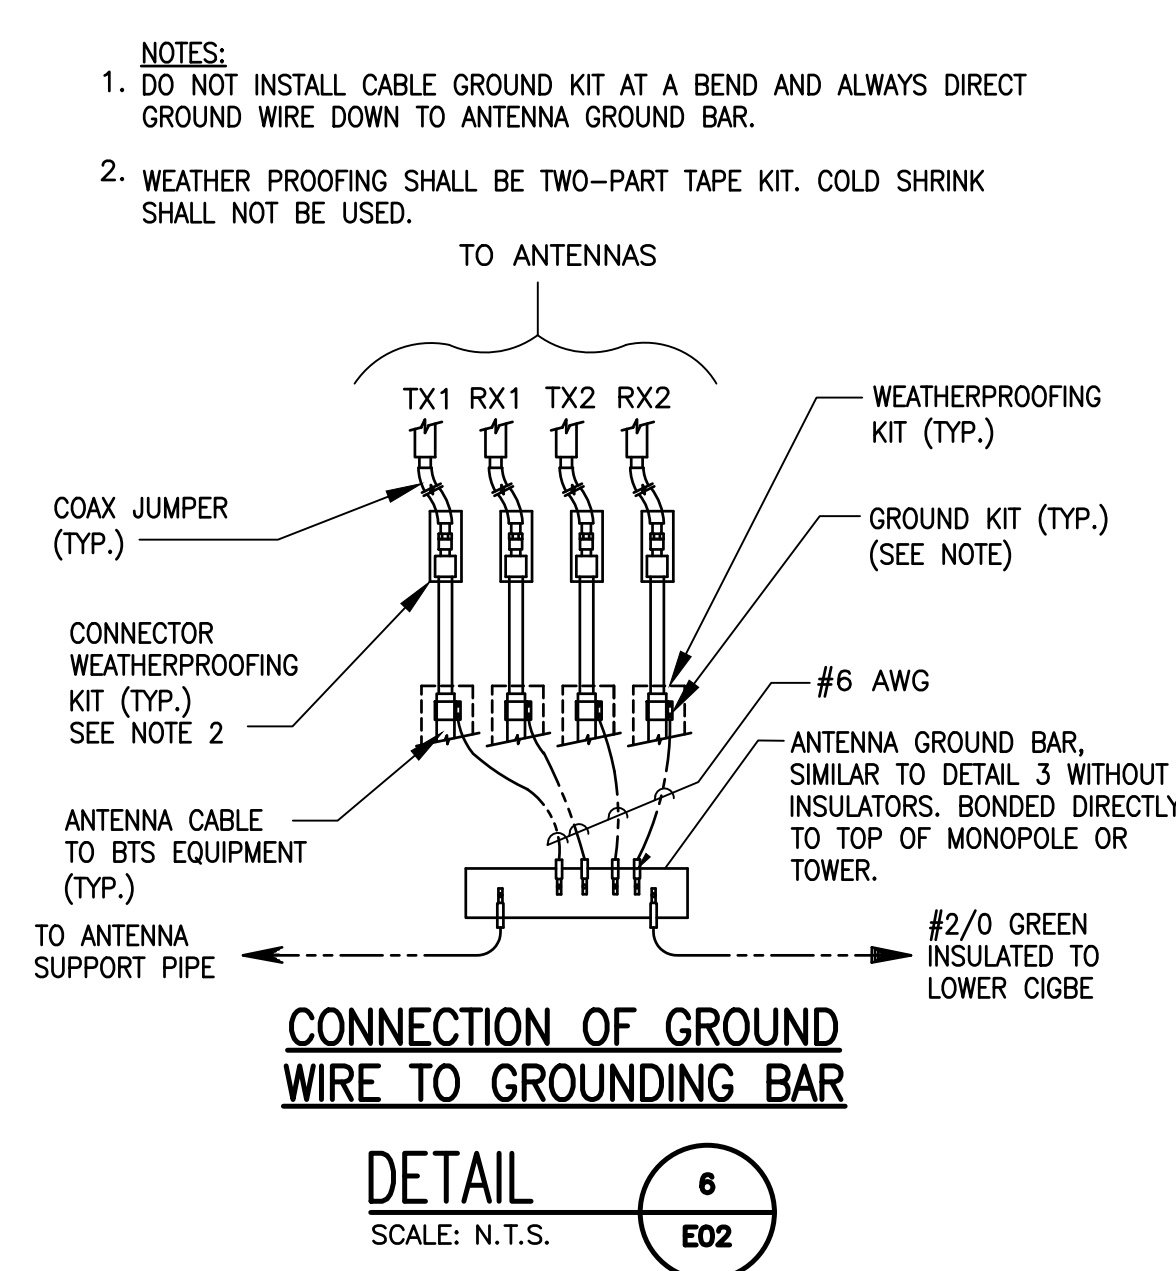 NOTES:
1. DO NOT INSTALL CABLE GROUND KIT AT A BEND AND ALWAYS DIRECT
GROUND WIRE DOWN TO ANTENNA GROUND BAR.
2. WEATHER PROOFING SHALL BE TWO-PART TAPE KIT. COLD SHRINK
SHALL NOT BE USED.
TO ANTENNAS
TX1 RX1 TX2 RX2
WEATHERPROOFING
KIT (TYP.)
COAX JUMPER
(TYP.)
GROUND KIT (TYP.)
(SEE NOTE)
CONNECTOR
WEATHERPROOFING
KIT (TYP.)
SEE NOTE 2
#6 AWG
ANTENNA GROUND BAR,
SIMILAR TO DETAIL 3 WITHOUT
INSULATORS. BONDED DIRECTLY
TO TOP OF MONOPOLE OR
TOWER.
ANTENNA CABLE
TO BTS EQUIPMENT
(TYP.)
TO ANTENNA
SUPPORT PIPE
#2/0 GREEN
INSULATED TO
LOWER CIGBE
CONNECTION OF GROUND
WIRE TO GROUNDING BAR
DETAIL
SCALE: N.T.S.
6
E02